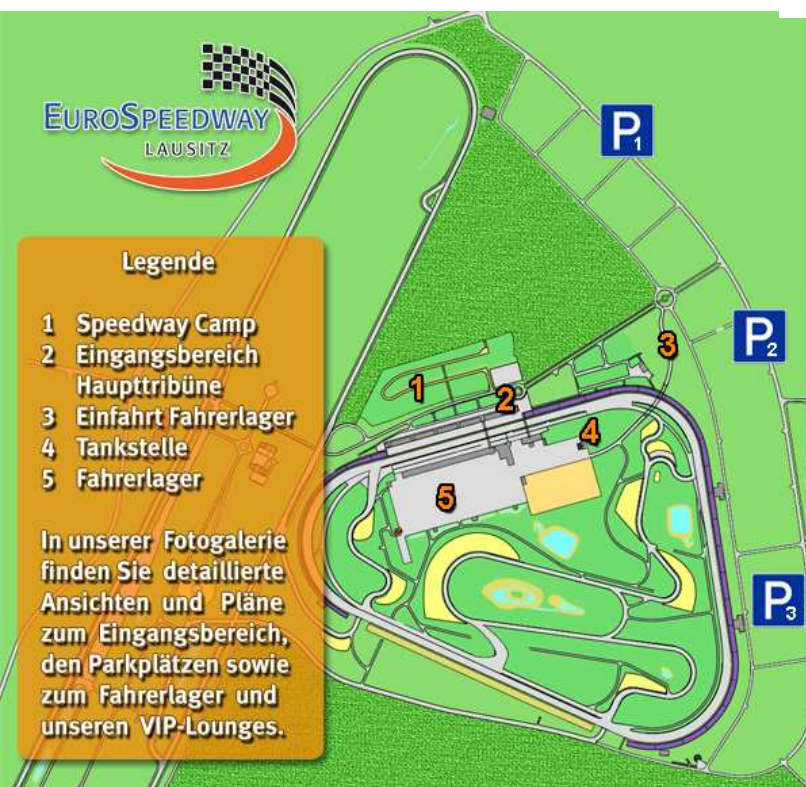 EUROSPEEDWAY
LAUSITZ
P1
P2
P3
Legende
1 Speedway Camp
2 Eingangsbereich
Haupttribüne
3 Einfahrt Fahrerlager
4 Tankstelle
5 Fahrerlager
In unserer Fotogalerie
finden Sie detaillierte
Ansichten und Pläne
zum Eingangsbereich,
den Parkplätzen sowie
zum Fahrerlager und
unseren VIP-Lounges.
1
2
3
4
5